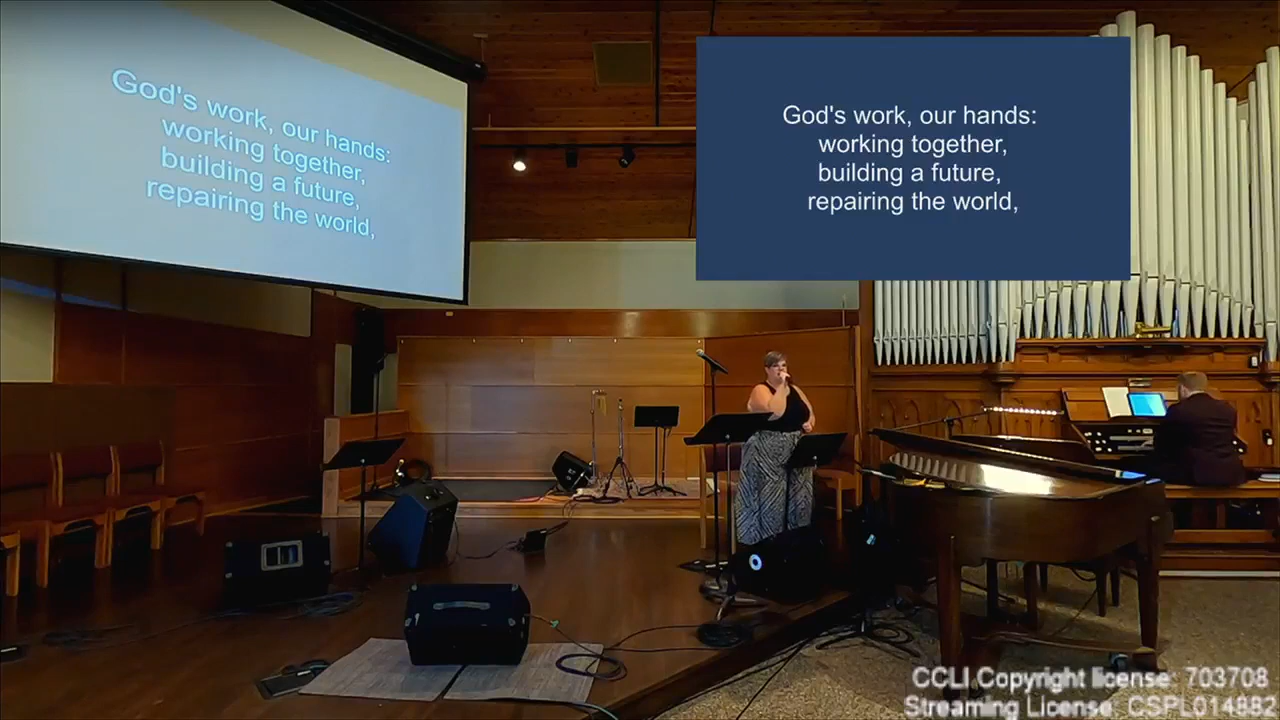 God's work, our hands:
working together,
building a future,
repairing the world,
God's work, our hands:
working together,
building a future,
repairing the world,
CCLI Copyright license: 703708
Streaming License: CSPL014882